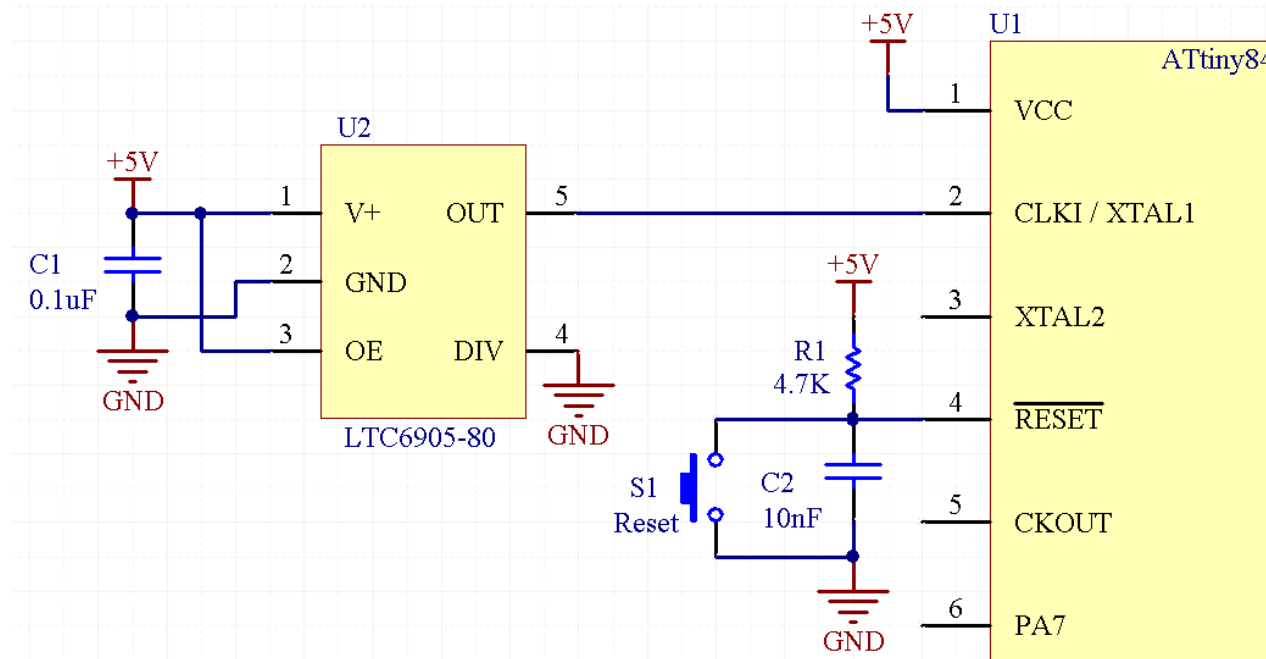 +5V
U1
ATtiny84
1
VCC
U2
+5V
1
V+
OUT
5
2
CLKI / XTAL1
C1
0.1uF
2
GND
+5V
3
XTAL2
3
OE
DIV
4
R1
4.7K
GND
4
RESET
LTC6905-80
GND
S1
Reset
C2
10nF
5
CKOUT
6
PA7
GND